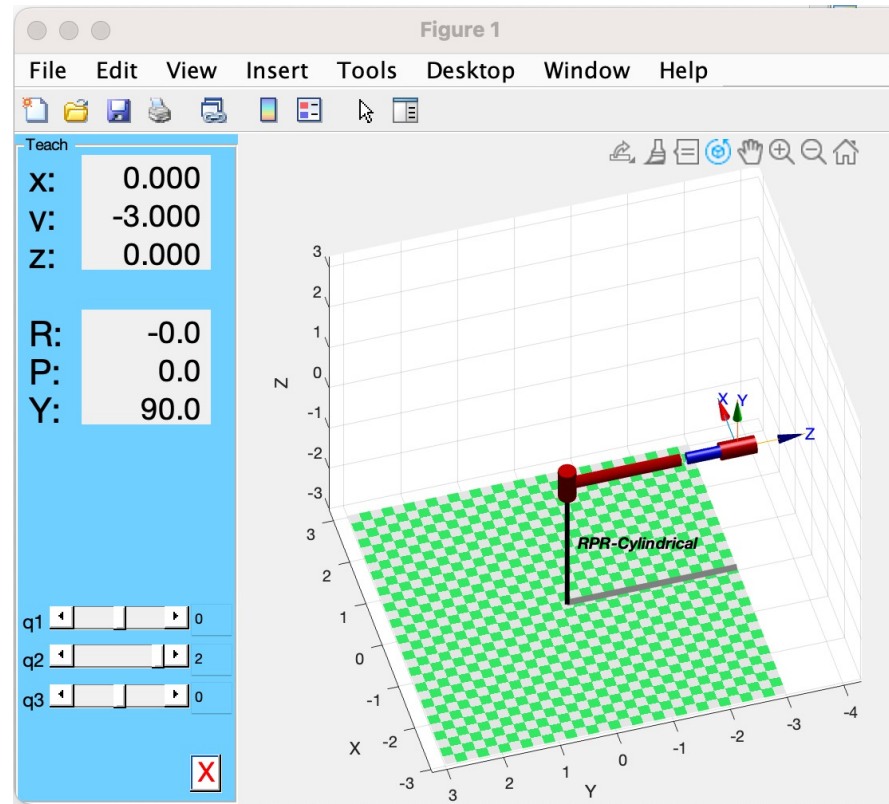 Figure 1
File Edit View Insert Tools Desktop Window Help
Teach
x: 0.000
y: -3.000
z: 0.000
R: -0.0
P: 0.0
Y: 90.0
q1 0
q2 2
q3 0
X
3
2
1
0
-1
-2
-3
Z
3
2
1
0
-1
-2
-3
X
3
2
1
0
-1
-2
-3
-4
Y
X Y
Z
RPR-Cylindrical